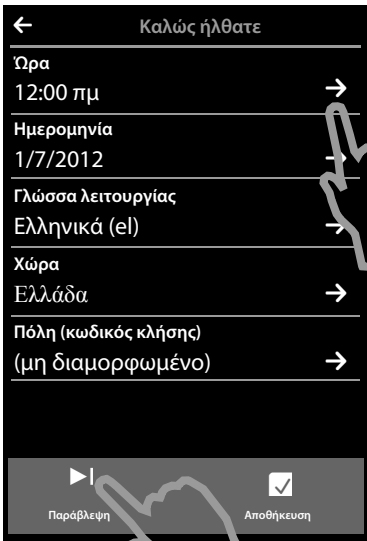 Καλώς ήλθατε
Ώρα
12:00 πμ
Ημερομηνία
1/7/2012
Γλώσσα λειτουργίας
Ελληνικά (el)
Χώρα
Ελλάδα
Πόλη (κωδικός κλήσης)
(μη διαμορφωμένο)
Παράβλεψη
Αποθήκευση